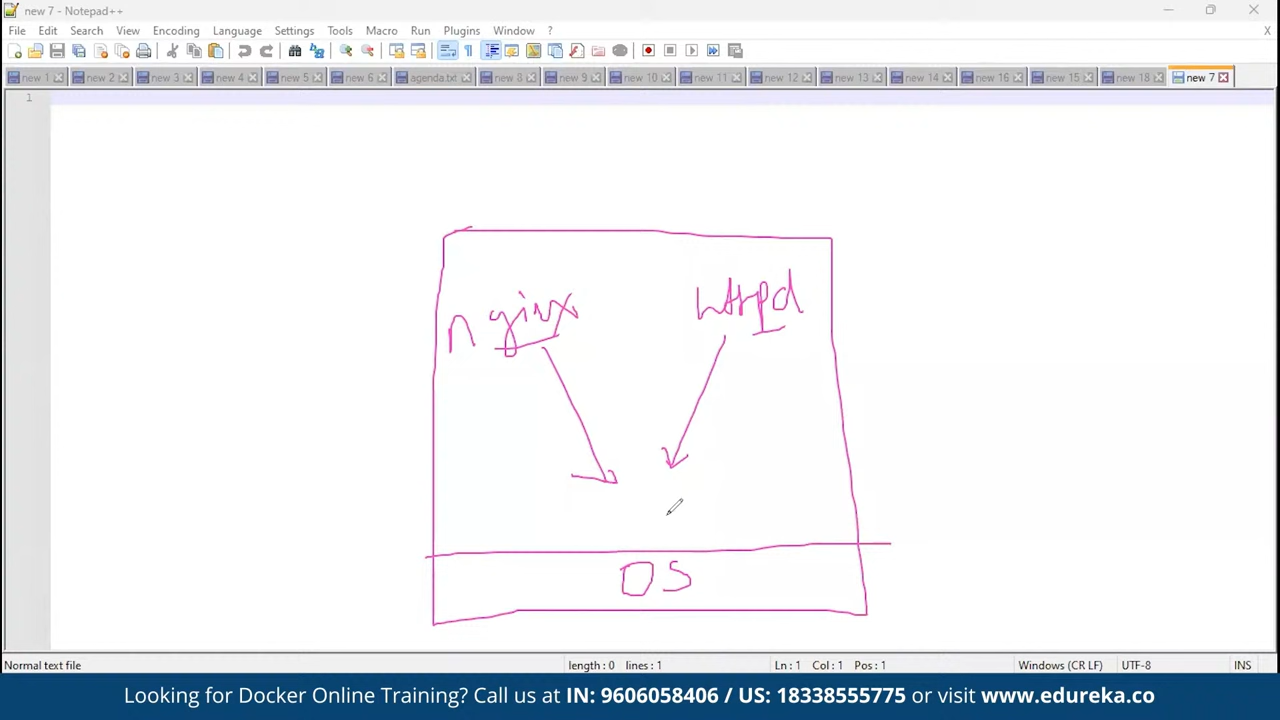 new 7 - Notepad++
File Edit Search View Encoding Language Settings Tools Macro Run Plugins Window ? X
new 1 new 2 new 3 new 4 new 5 new 6 agenda.txt new 8 new 9 new 10 new 11 new 12 new 13 new 14 new 16 new 15 new 18 new 7
1
nginx httpd
OS
Normal text file length : 0 lines : 1 Ln : 1 Col : 1 Pos : 1 Windows (CR LF) UTF-8 INS
Looking for Docker Online Training? Call us at IN: 9606058406 / US: 18338555775 or visit www.edureka.co